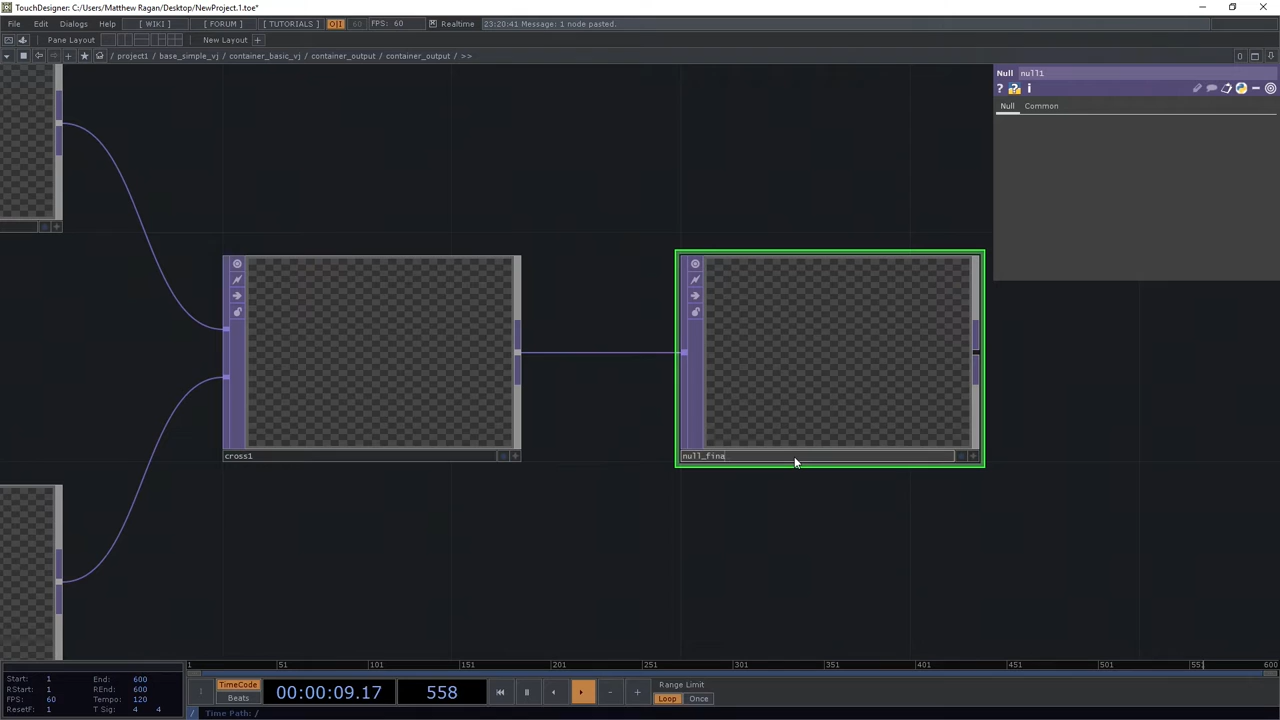 TouchDesigner: C:/Users/Matthew Ragan/Desktop/NewProject.1.toe*
File Edit Dialogs Help [ WIKI ] [ FORUM ] [ TUTORIALS ] O|I 60 FPS: 60 Realtime 23:20:41 Message: 1 node pasted.
Pane Layout New Layout +
/ project1 / base_simple_vj / container_basic_vj / container_output / container_output / >> 0
Null null1
? ? i
Null Common
cross1
null_fina
1 51 101 151 201 251 301 351 401 451 501 551 600
Start: 1 End: 600
RStart: 1 REnd: 600
FPS: 60 Tempo: 120
ResetF: 1 T Sig: 4 4
TimeCode
Beats
00:00:09.17 558
Range Limit
Loop Once
/ Time Path: /